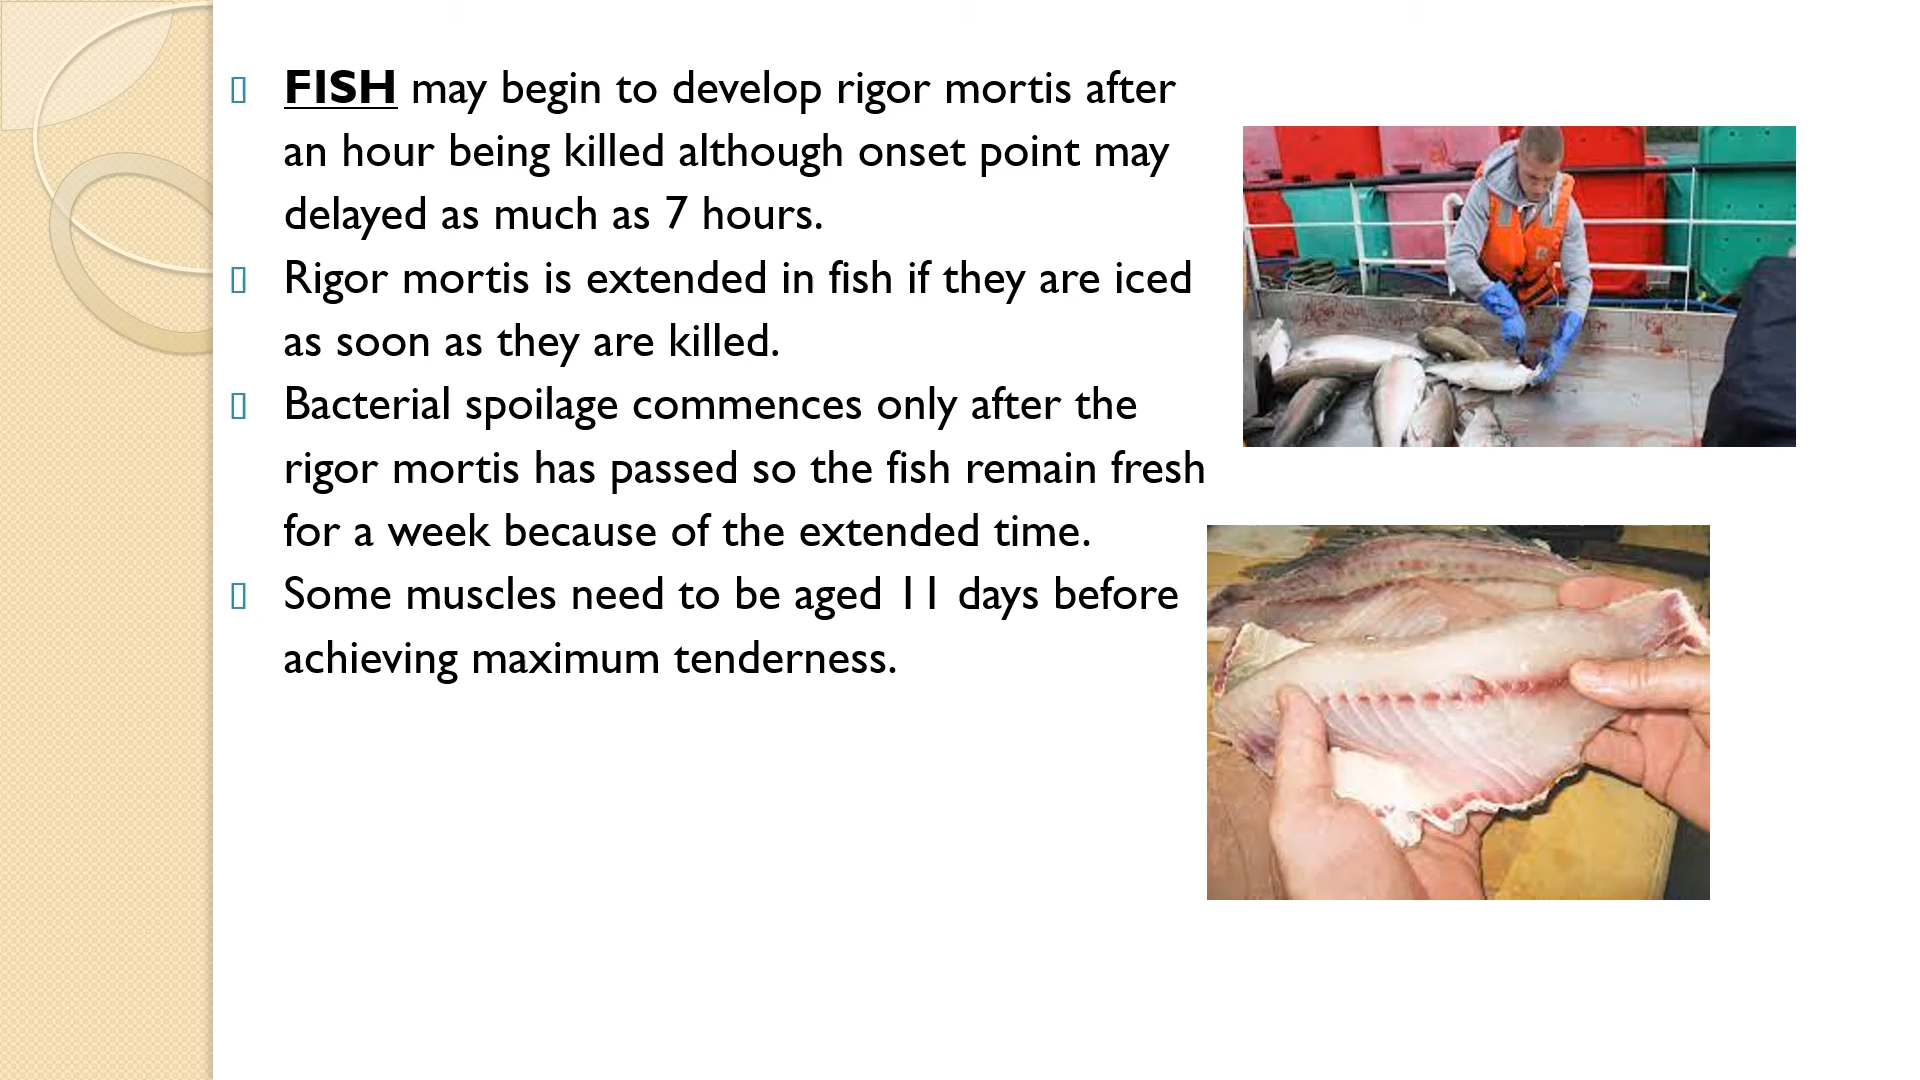 FISH may begin to develop rigor mortis after
an hour being killed although onset point may
delayed as much as 7 hours.
Rigor mortis is extended in fish if they are iced
as soon as they are killed.
Bacterial spoilage commences only after the
rigor mortis has passed so the fish remain fresh
for a week because of the extended time.
Some muscles need to be aged 11 days before
achieving maximum tenderness.